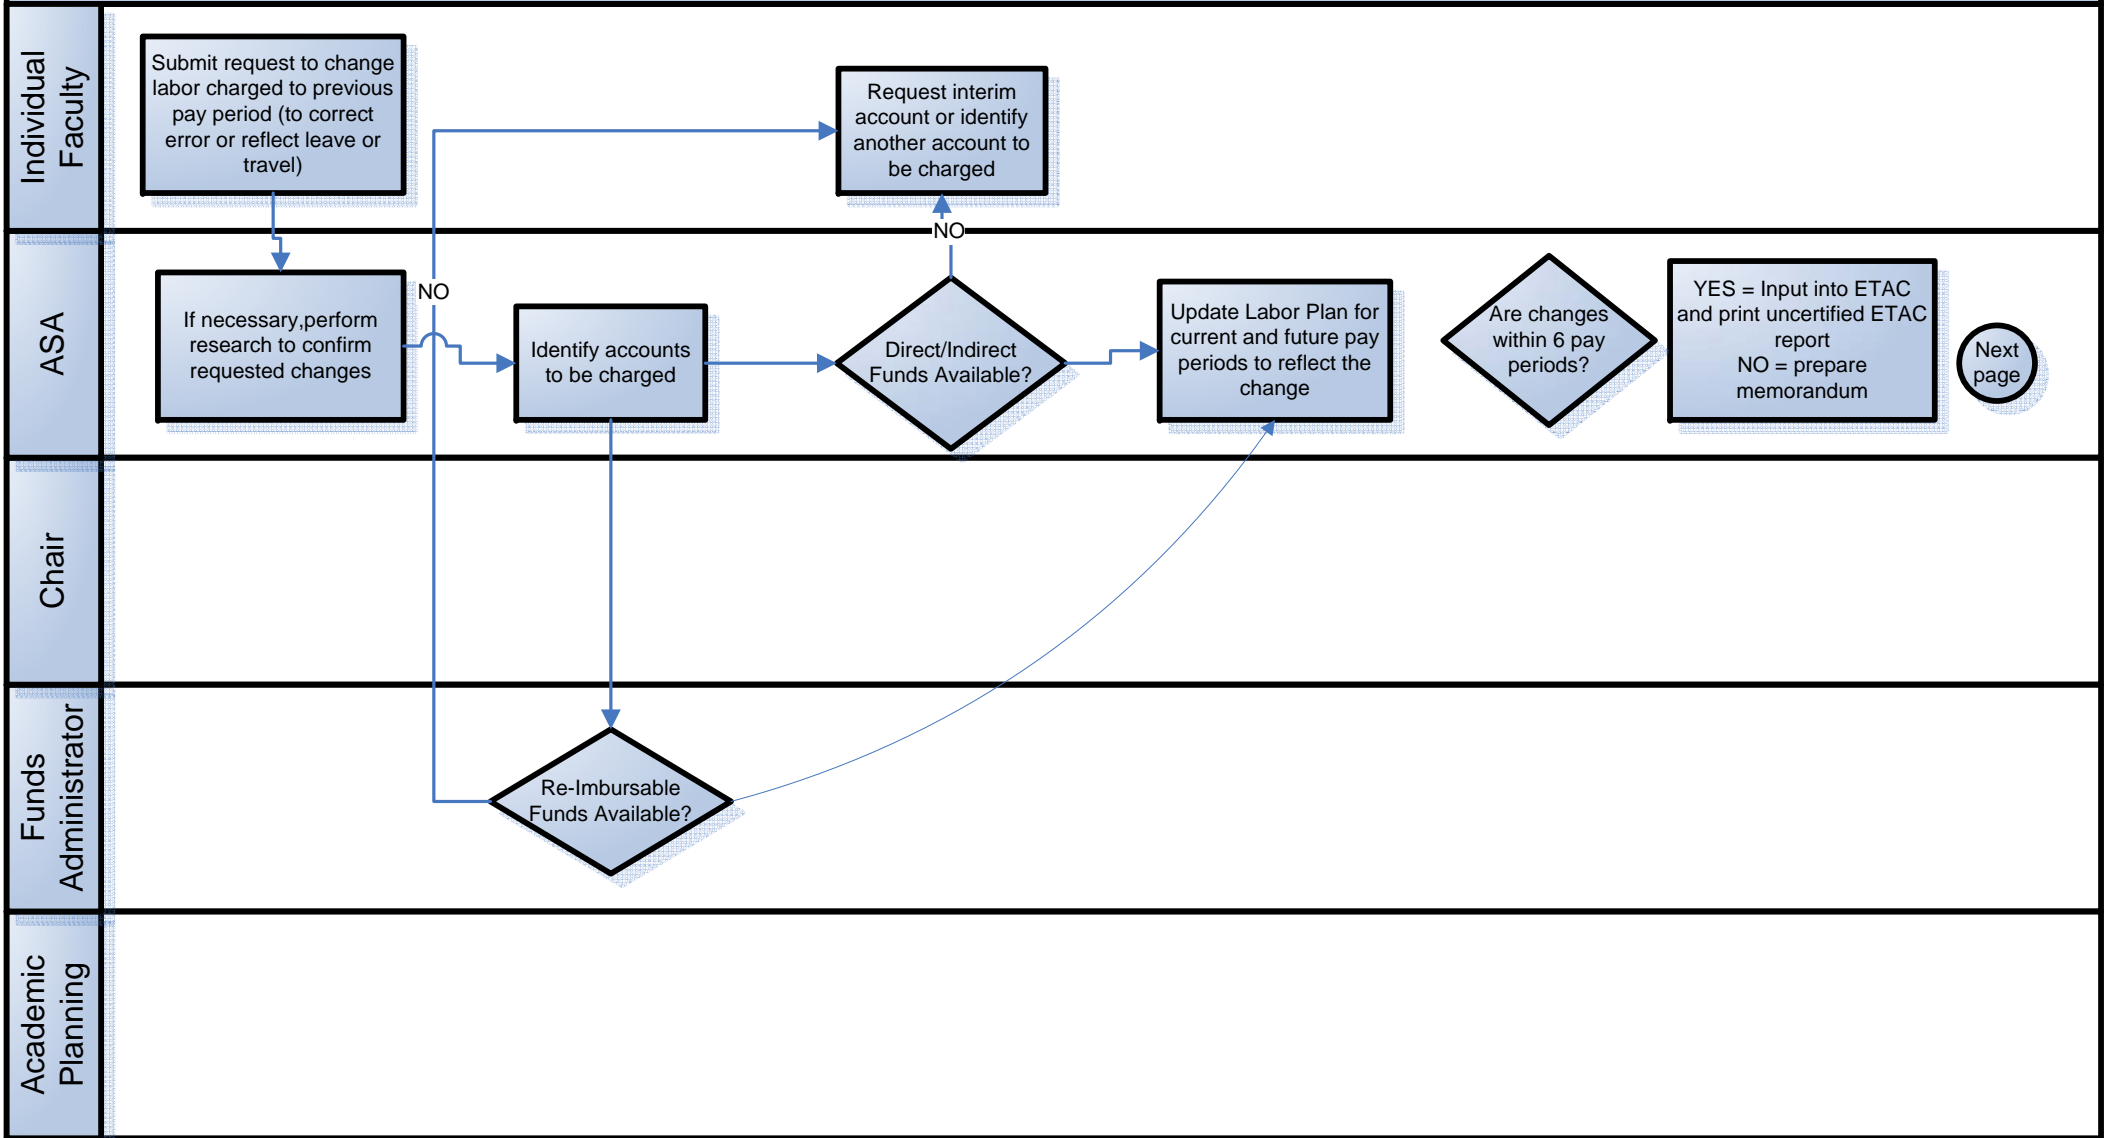 Individual
Faculty
Submit request to change
labor charged to previous
pay period (to correct
error or reflect leave or
travel)
Request interim
account or identify
another account to
be charged
NO
ASA
If necessary,perform
research to confirm
requested changes
NO
Identify accounts
to be charged
Direct/Indirect
Funds Available?
Update Labor Plan for
current and future pay
periods to reflect the
change
Are changes
within 6 pay
periods?
YES = Input into ETAC
and print uncertified ETAC
report
NO = prepare
memorandum
Next
page
Chair
Funds
Administrator
Re-Imbursable
Funds Available?
Academic
Planning